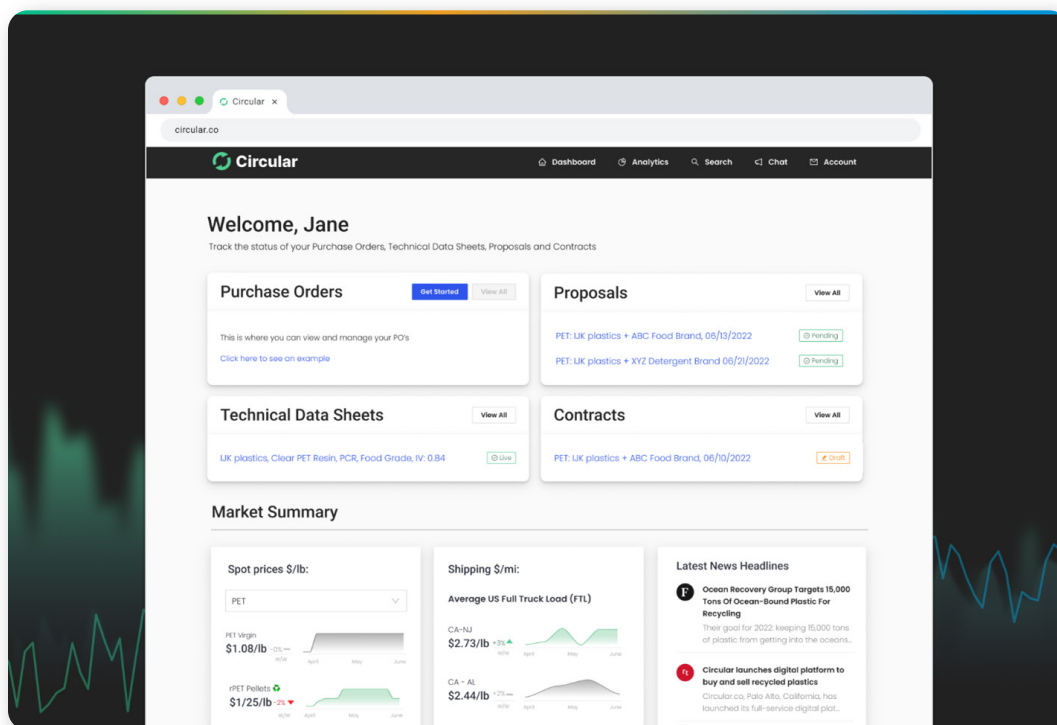 Circular ×
circular.co
Circular
Dashboard Analytics Search Chat Account
Welcome, Jane
Track the status of your Purchase Orders, Technical Data Sheets, Proposals and Contracts
Purchase Orders Get Started View All
This is where you can view and manage your PO's
Click here to see an example
Proposals View All
PET: IJK plastics + ABC Food Brand, 06/13/2022 Pending
PET: IJK plastics + XYZ Detergent Brand 06/21/2022 Pending
Technical Data Sheets View All
IJK plastics, Clear PET Resin, PCR, Food Grade, IV: 0.84 Live
Contracts View All
PET: IJK plastics + ABC Food Brand, 06/10/2022 Draft
Market Summary
Spot prices $/lb:
PET
PET Virgin
$1.08/lb -0%
W/W April May June
rPET Pellets
$1/25/lb -2%
W/W April May June
Shipping $/mi:
Average US Full Truck Load (FTL)
CA-NJ
$2.73/lb +3%
W/W April May June
CA - AL
$2.44/lb
W/W April May June
Latest News Headlines
F
Ocean Recovery Group Targets 15,000
Tons Of Ocean-Bound Plastic For
Recycling
Their goal for 2022: keeping 15,000 tons
of plastic from getting into the oceans...
Circular launches digital platform to
buy and sell recycled plastics
Circular.co, Palo Alto, California, has
launched its full-service digital plat...